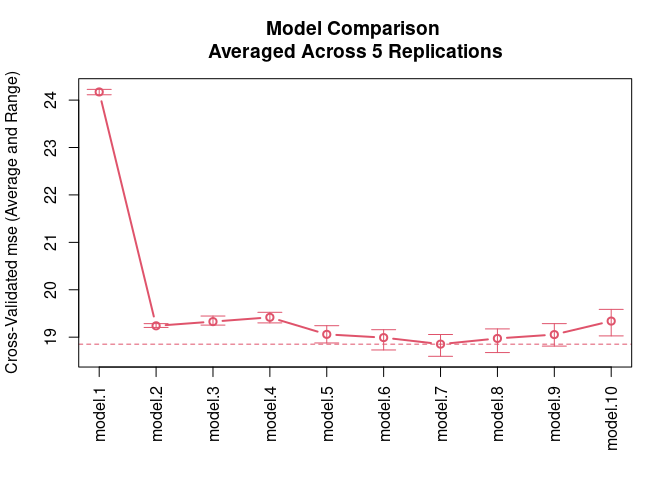 Model Comparison
Averaged Across 5 Replications
Cross-Validated mse (Average and Range)
24
23
22
21
20
19
model.1
model.2
model.3
model.4
model.5
model.6
model.7
model.8
model.9
model.10